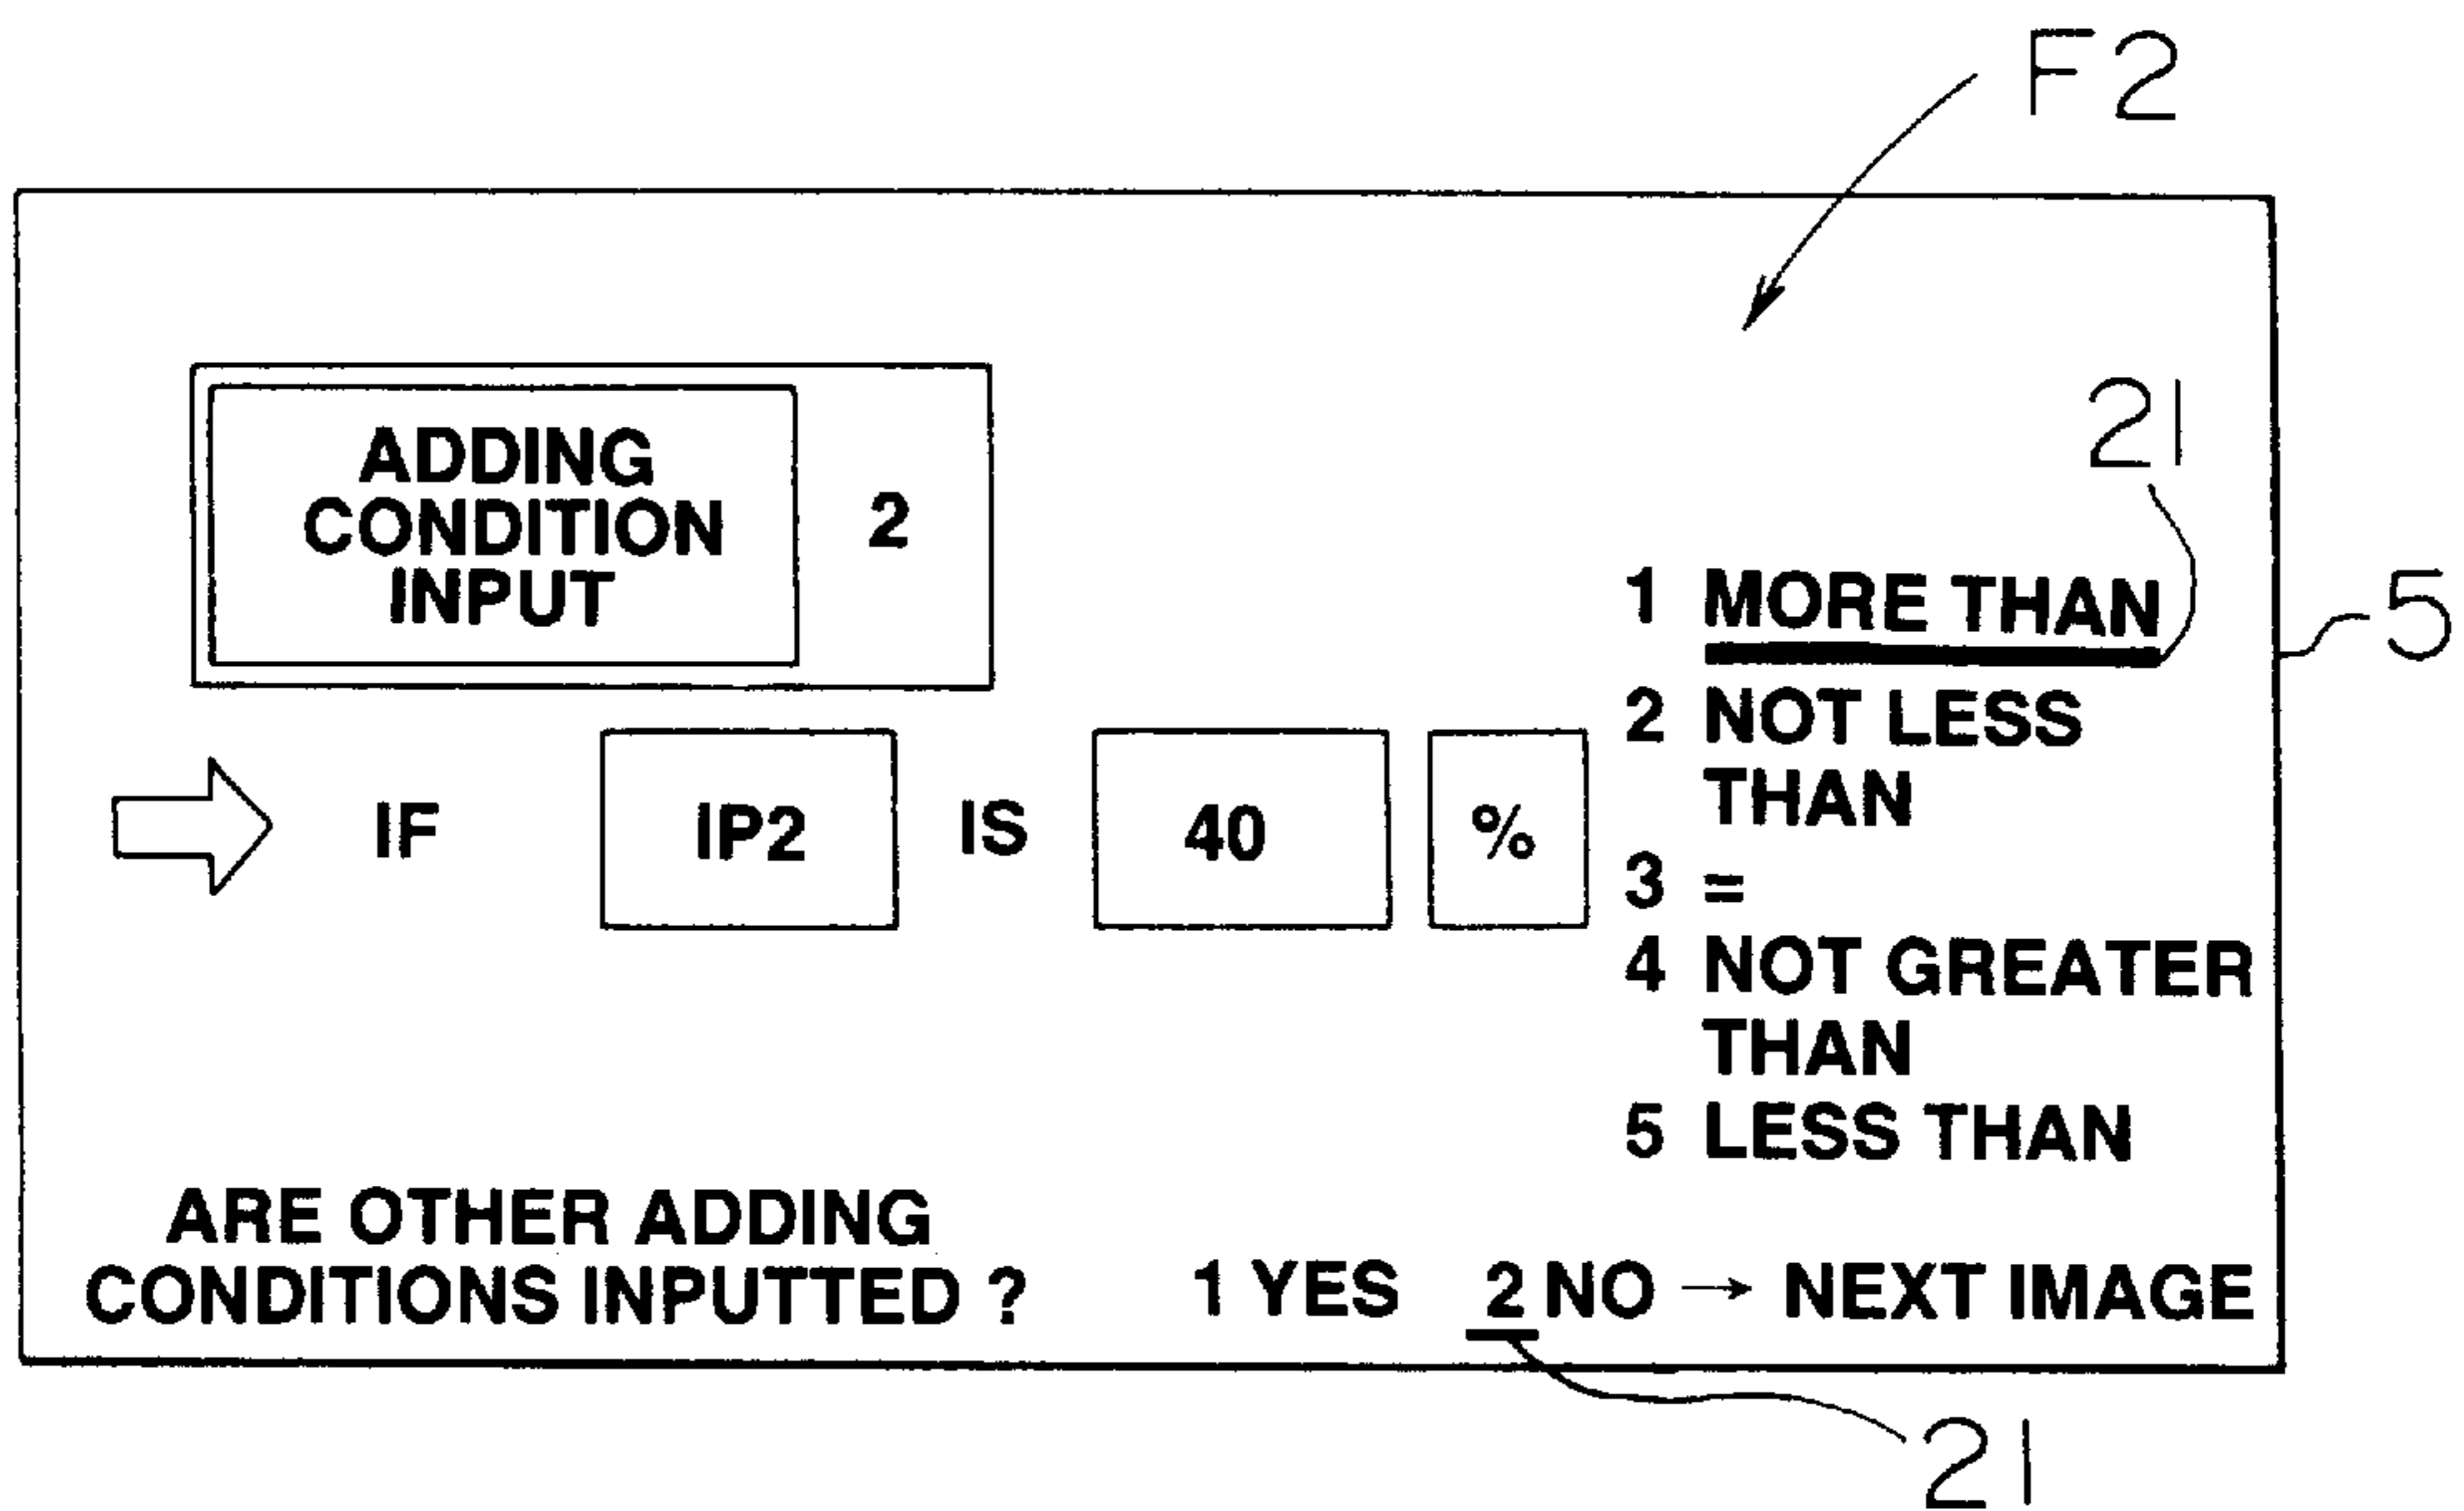 F2
ADDING
CONDITION
INPUT
2
21
1 MORE THAN
5
2 NOT LESS
THAN
IF IP2 IS 40 %
3 =
4 NOT GREATER
THAN
5 LESS THAN
ARE OTHER ADDING
CONDITIONS INPUTTED ? 1 YES 2 NO → NEXT IMAGE
21